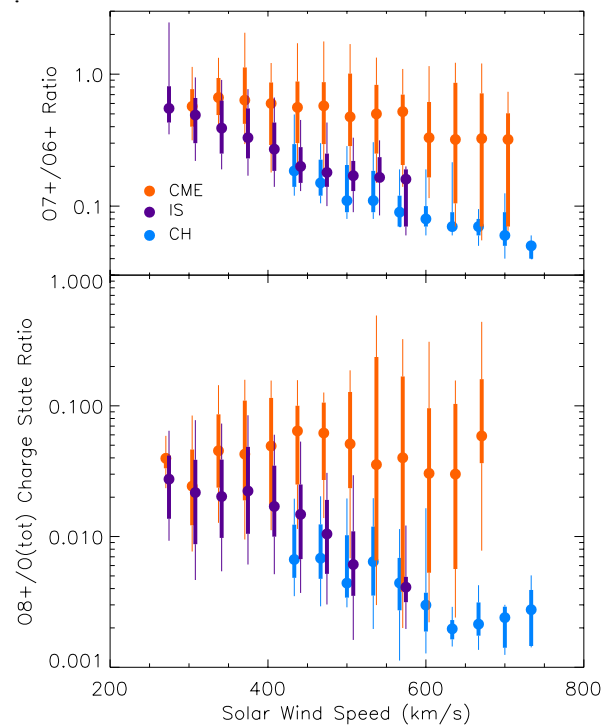 1.0
0.1
O7+/O6+ Ratio
CME
IS
CH
1.000
0.100
0.010
0.001
O8+/O(tot) Charge State Ratio
200 400 600 800
Solar Wind Speed (km/s)